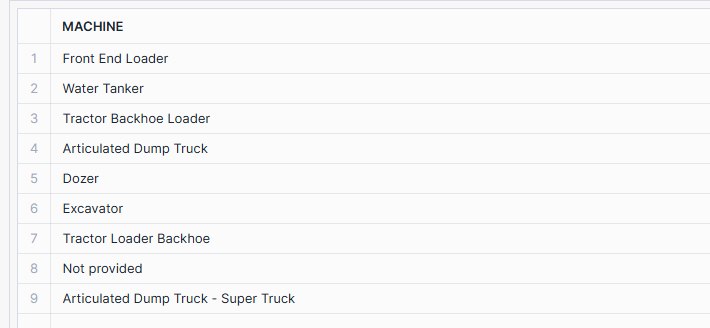 MACHINE
1 Front End Loader
2 Water Tanker
3 Tractor Backhoe Loader
4 Articulated Dump Truck
5 Dozer
6 Excavator
7 Tractor Loader Backhoe
8 Not provided
9 Articulated Dump Truck - Super Truck